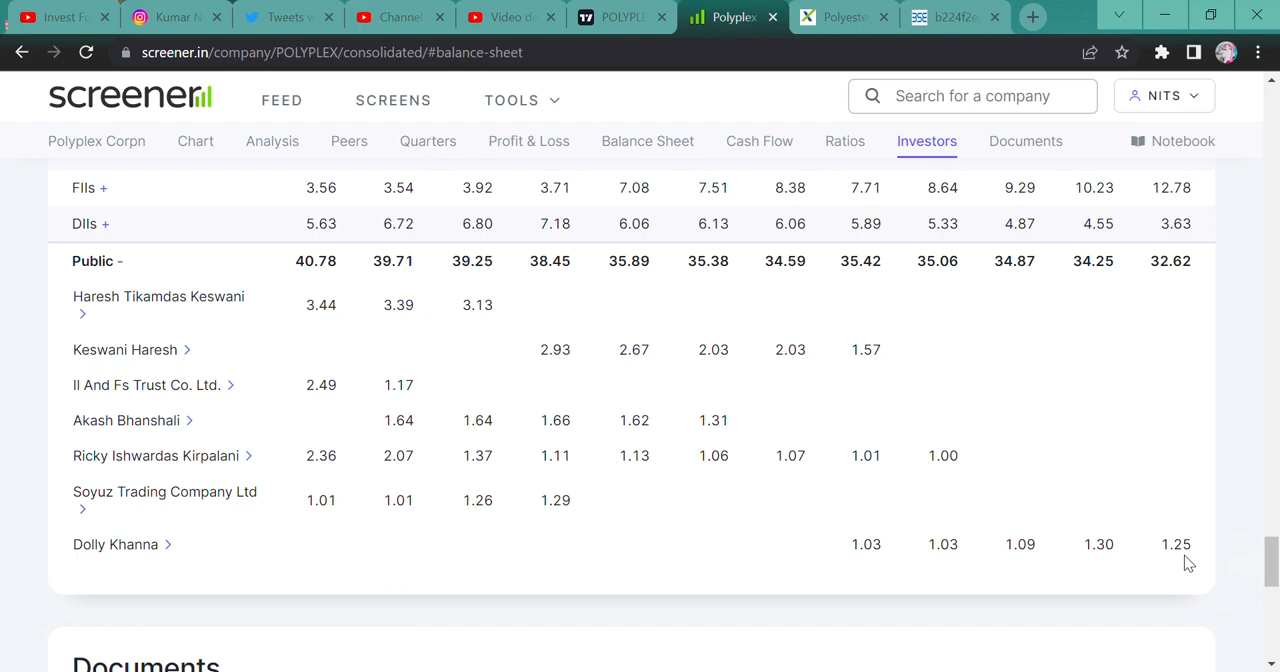 Invest Fo
Kumar N
Tweets w
Channel
Video de
POLYPLE
Polyplex
Polyeste
b224f2e
screener.in/company/POLYPLEX/consolidated/#balance-sheet
screener FEED SCREENS TOOLS Search for a company NITS
Polyplex Corpn Chart Analysis Peers Quarters Profit & Loss Balance Sheet Cash Flow Ratios Investors Documents Notebook
FIIs + 3.56 3.54 3.92 3.71 7.08 7.51 8.38 7.71 8.64 9.29 10.23 12.78
DIIs + 5.63 6.72 6.80 7.18 6.06 6.13 6.06 5.89 5.33 4.87 4.55 3.63
Public - 40.78 39.71 39.25 38.45 35.89 35.38 34.59 35.42 35.06 34.87 34.25 32.62
Haresh Tikamdas Keswani 3.44 3.39 3.13
Keswani Haresh 2.93 2.67 2.03 2.03 1.57
Il And Fs Trust Co. Ltd. 2.49 1.17
Akash Bhanshali 1.64 1.64 1.66 1.62 1.31
Ricky Ishwardas Kirpalani 2.36 2.07 1.37 1.11 1.13 1.06 1.07 1.01 1.00
Soyuz Trading Company Ltd 1.01 1.01 1.26 1.29
Dolly Khanna 1.03 1.03 1.09 1.30 1.25
Documents